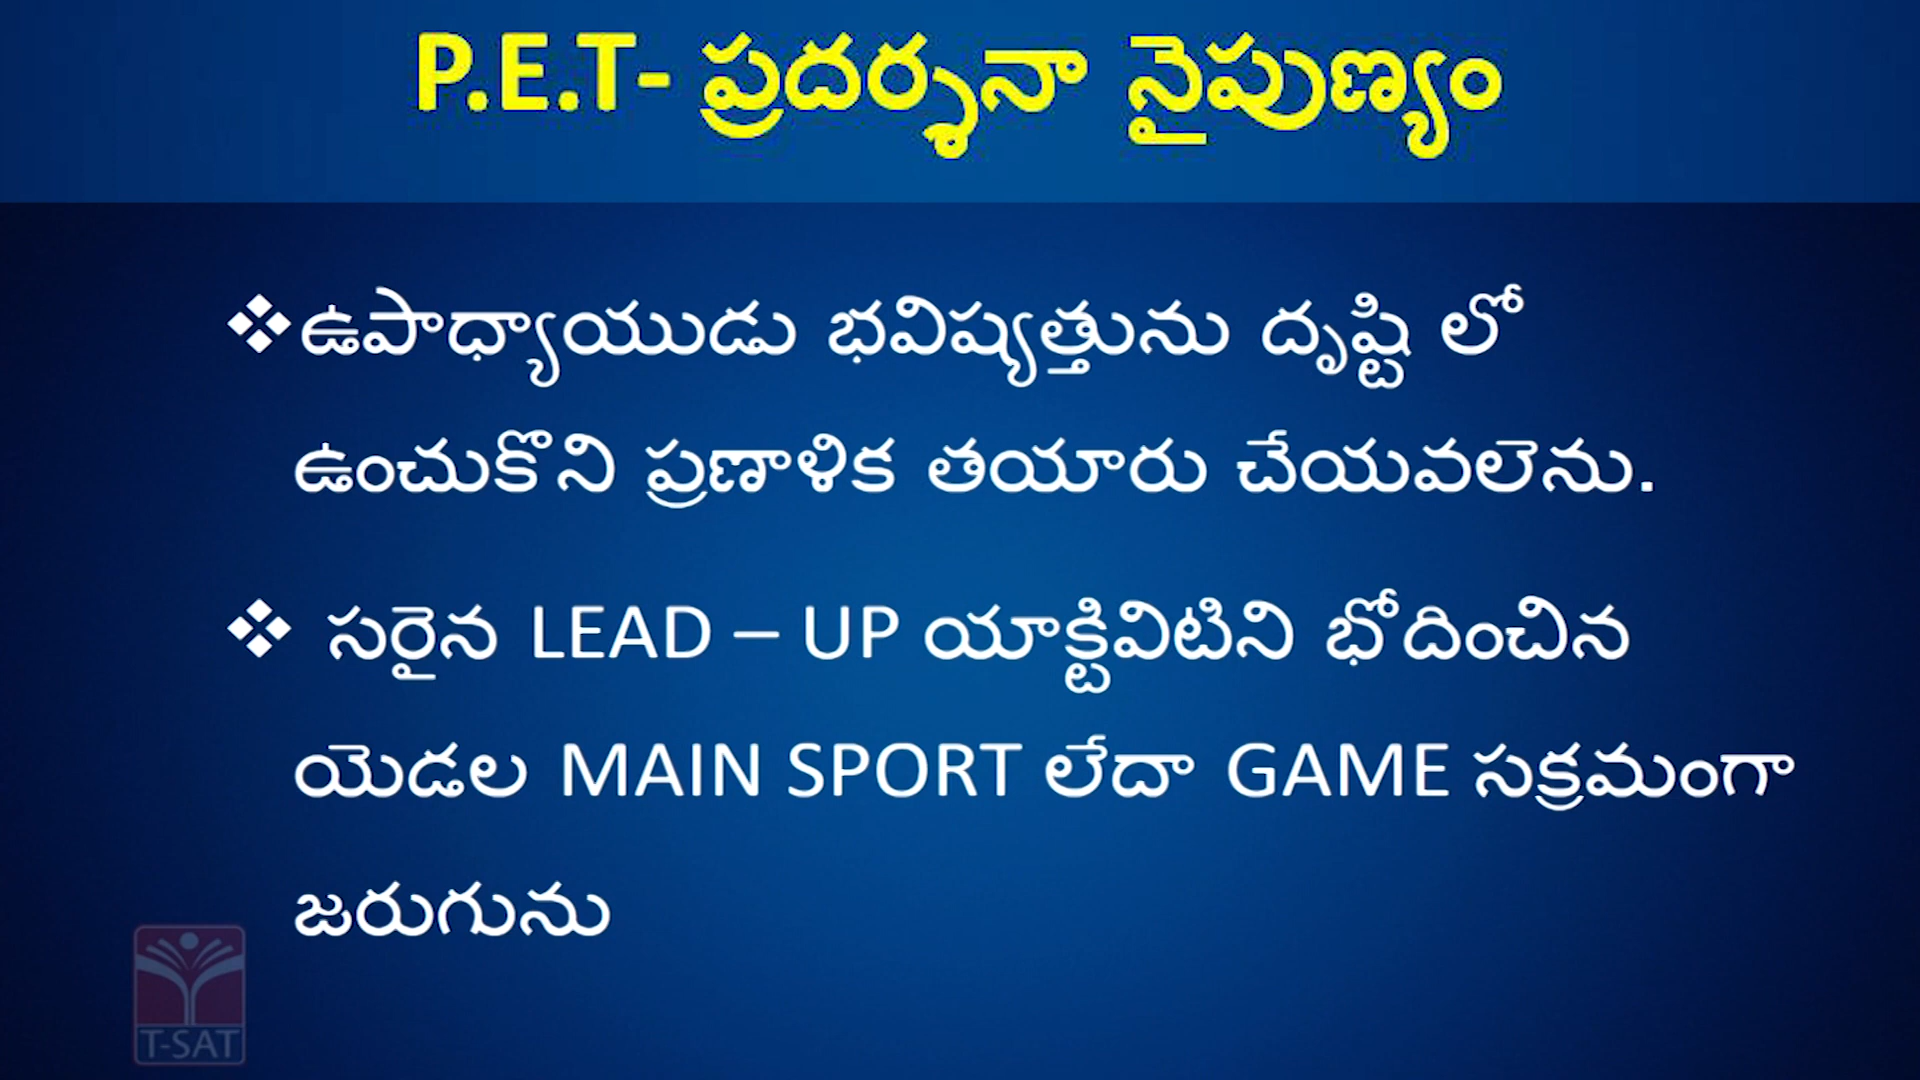 P.E.T- ప్రదర్శనా నైపుణ్యం
❖ఉపాధ్యాయుడు భవిష్యత్తును దృష్టి లో
ఉంచుకొని ప్రణాళిక తయారు చేయవలెను.
❖ సరైన LEAD – UP యాక్టివిటిని భోదించిన
యెడల MAIN SPORT లేదా GAME సక్రమంగా
జరుగును
T-SAT